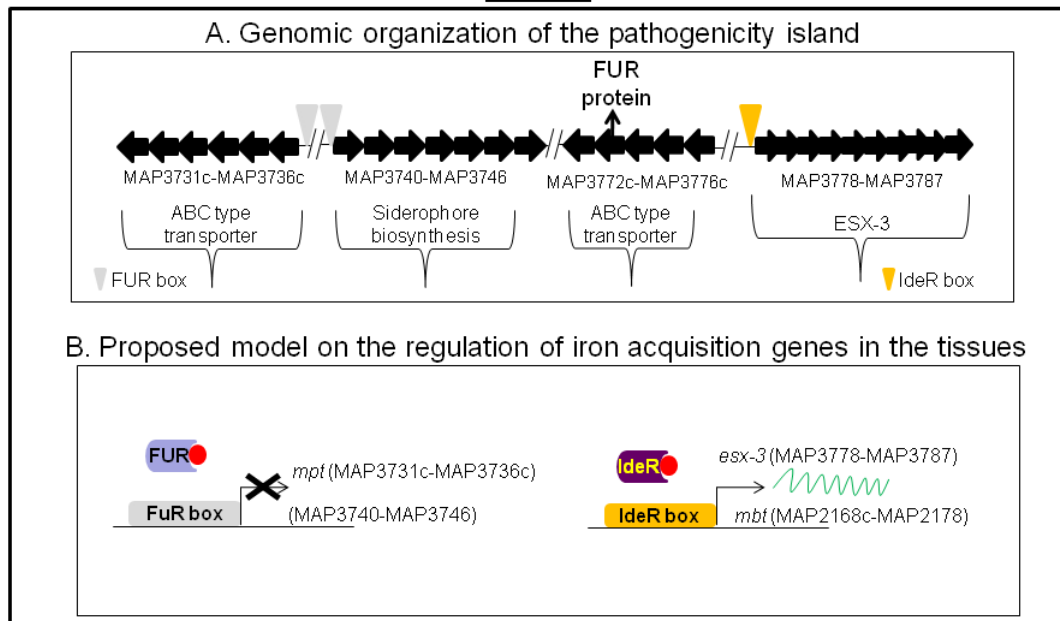 A. Genomic organization of the pathogenicity island
FUR
protein
MAP3731c-MAP3736c
MAP3740-MAP3746
MAP3772c-MAP3776c
MAP3778-MAP3787
ABC type
transporter
Siderophore
biosynthesis
ABC type
transporter
ESX-3
FUR box
IdeR box
B. Proposed model on the regulation of iron acquisition genes in the tissues
FUR
mpt (MAP3731c-MAP3736c)
(MAP3740-MAP3746)
FuR box
IdeR
esx-3 (MAP3778-MAP3787)
mbt (MAP2168c-MAP2178)
IdeR box